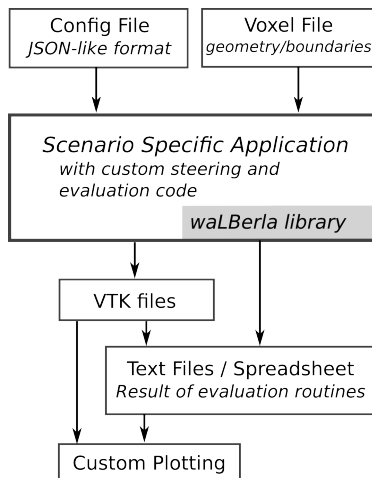 Config File
JSON-like format
Voxel File
geometry/boundaries
Scenario Specific Application
with custom steering and
evaluation code
waLBerla library
VTK files
Text Files / Spreadsheet
Result of evaluation routines
Custom Plotting